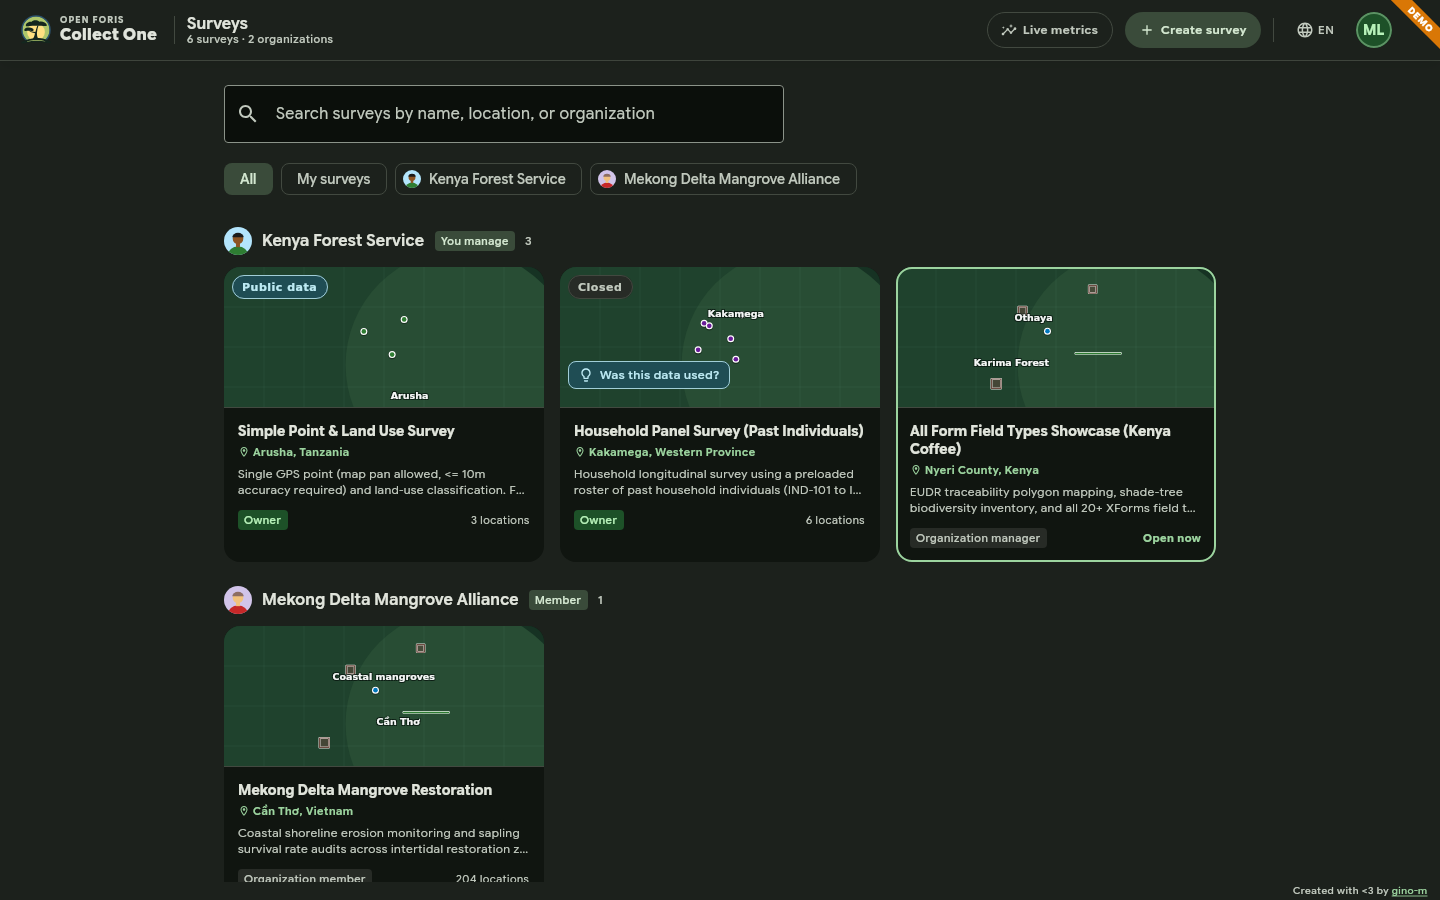 OPEN FORIS
Collect One
Surveys
6 surveys · 2 organizations
Live metrics
Create survey
EN
ML
DEMO
Search surveys by name, location, or organization
All
My surveys
Kenya Forest Service
Mekong Delta Mangrove Alliance
Kenya Forest Service
You manage
3
Public data
Arusha
Simple Point & Land Use Survey
Arusha, Tanzania
Single GPS point (map pan allowed, <= 10m
accuracy required) and land-use classification. F...
Owner
3 locations
Closed
Kakamega
Was this data used?
Household Panel Survey (Past Individuals)
Kakamega, Western Province
Household longitudinal survey using a preloaded
roster of past household individuals (IND-101 to I...
Owner
6 locations
Othaya
Karima Forest
All Form Field Types Showcase (Kenya
Coffee)
Nyeri County, Kenya
EUDR traceability polygon mapping, shade-tree
biodiversity inventory, and all 20+ XForms field t...
Organization manager
Open now
Mekong Delta Mangrove Alliance
Member
1
Coastal mangroves
Cần Thơ
Mekong Delta Mangrove Restoration
Cần Thơ, Vietnam
Coastal shoreline erosion monitoring and sapling
survival rate audits across intertidal restoration z...
Organization member
204 locations
Created with <3 by gino-m